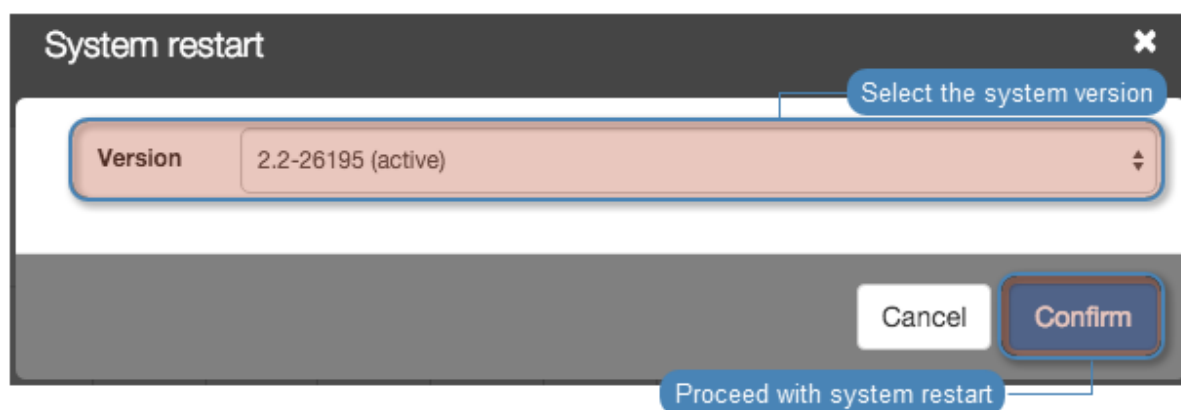 System restart
Select the system version
Version 2.2-26195 (active)
Cancel Confirm
Proceed with system restart